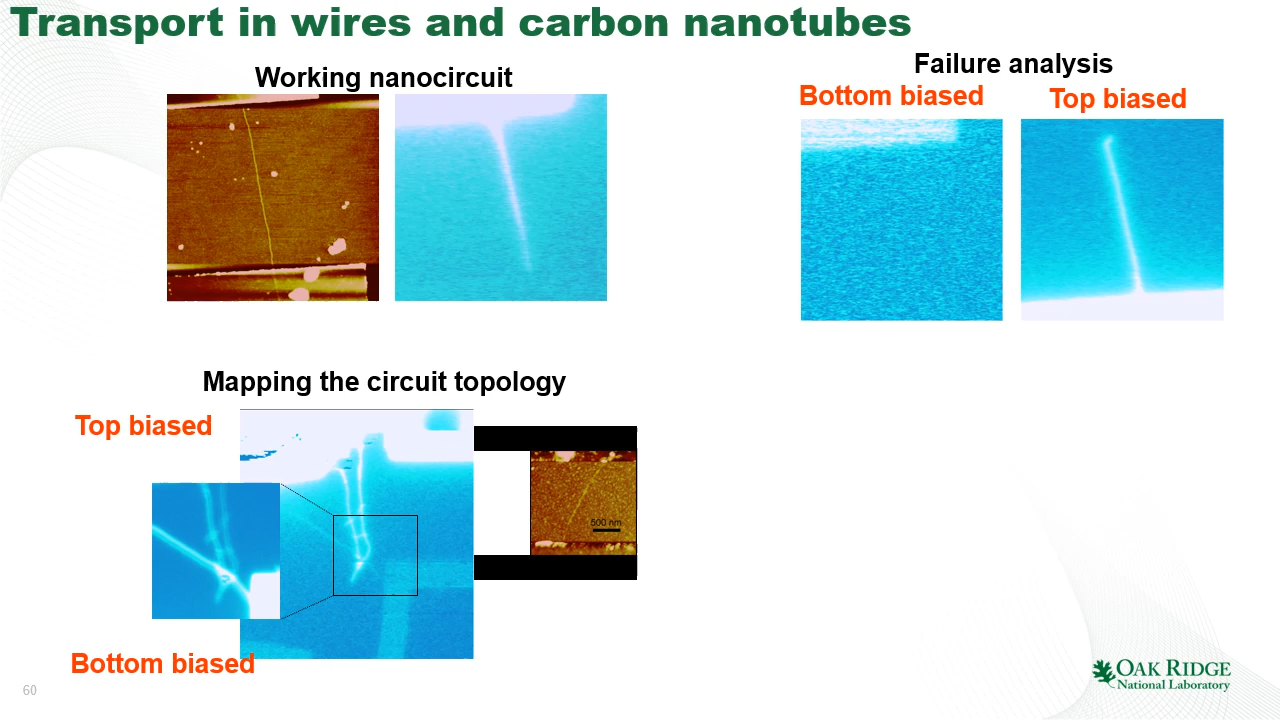 Transport in wires and carbon nanotubes
Working nanocircuit
Failure analysis
Bottom biased
Top biased
Mapping the circuit topology
Top biased
500 nm
Bottom biased
60
OAK RIDGE
National Laboratory